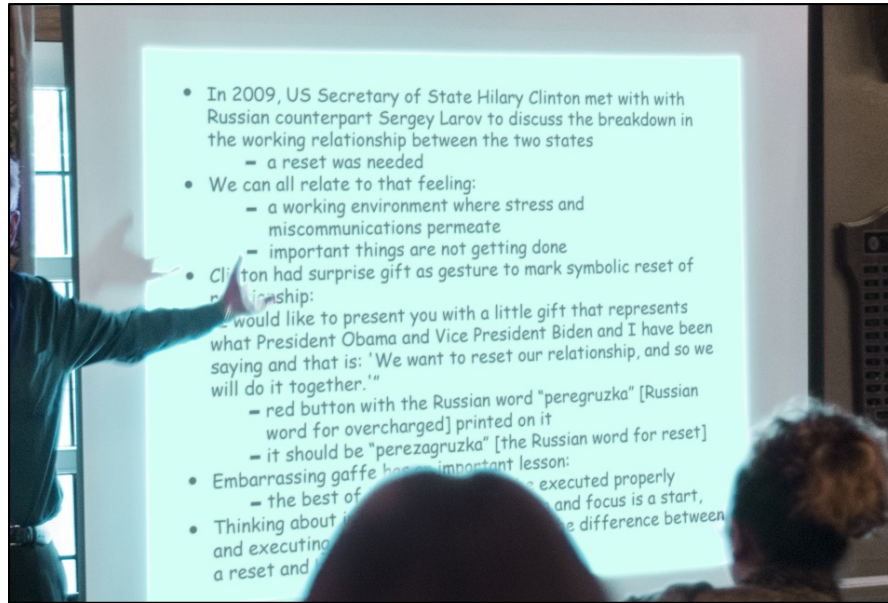 • In 2009, US Secretary of State Hilary Clinton met with with
Russian counterpart Sergey Larov to discuss the breakdown in
the working relationship between the two states
– a reset was needed
• We can all relate to that feeling:
– a working environment where stress and
miscommunications permeate
– important things are not getting done
• Clinton had surprise gift as gesture to mark symbolic reset of
relationship:
would like to present you with a little gift that represents
what President Obama and Vice President Biden and I have been
saying and that is: 'We want to reset our relationship, and so we
will do it together.'”
– red button with the Russian word “peregruzka” [Russian
word for overcharged] printed on it
– it should be “perezagruzka” [the Russian word for reset]
• Embarrassing gaffe has an important lesson:
– the best of executed properly
• Thinking about and focus is a start,
and executing difference between
a reset and